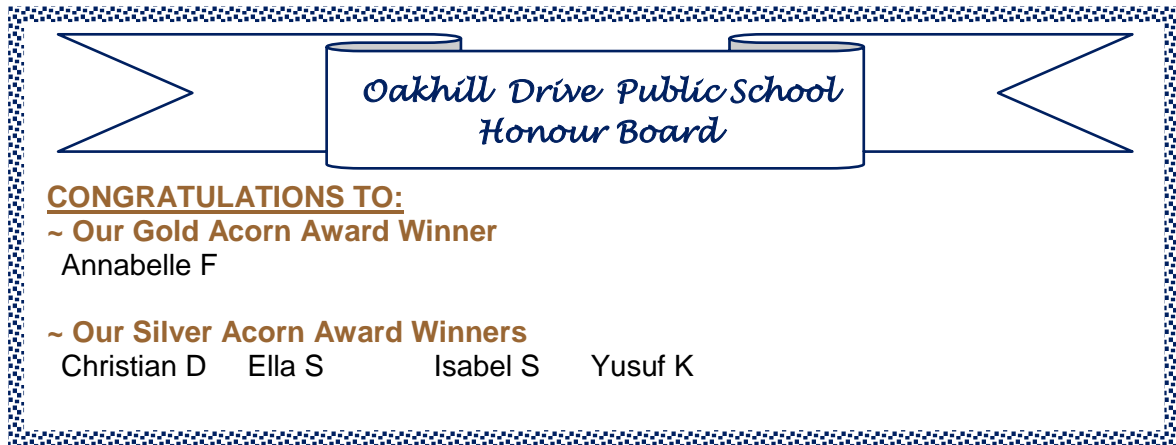 Oakhill Drive Public School
Honour Board
CONGRATULATIONS TO:
~ Our Gold Acorn Award Winner
Annabelle F
~ Our Silver Acorn Award Winners
Christian D Ella S Isabel S Yusuf K